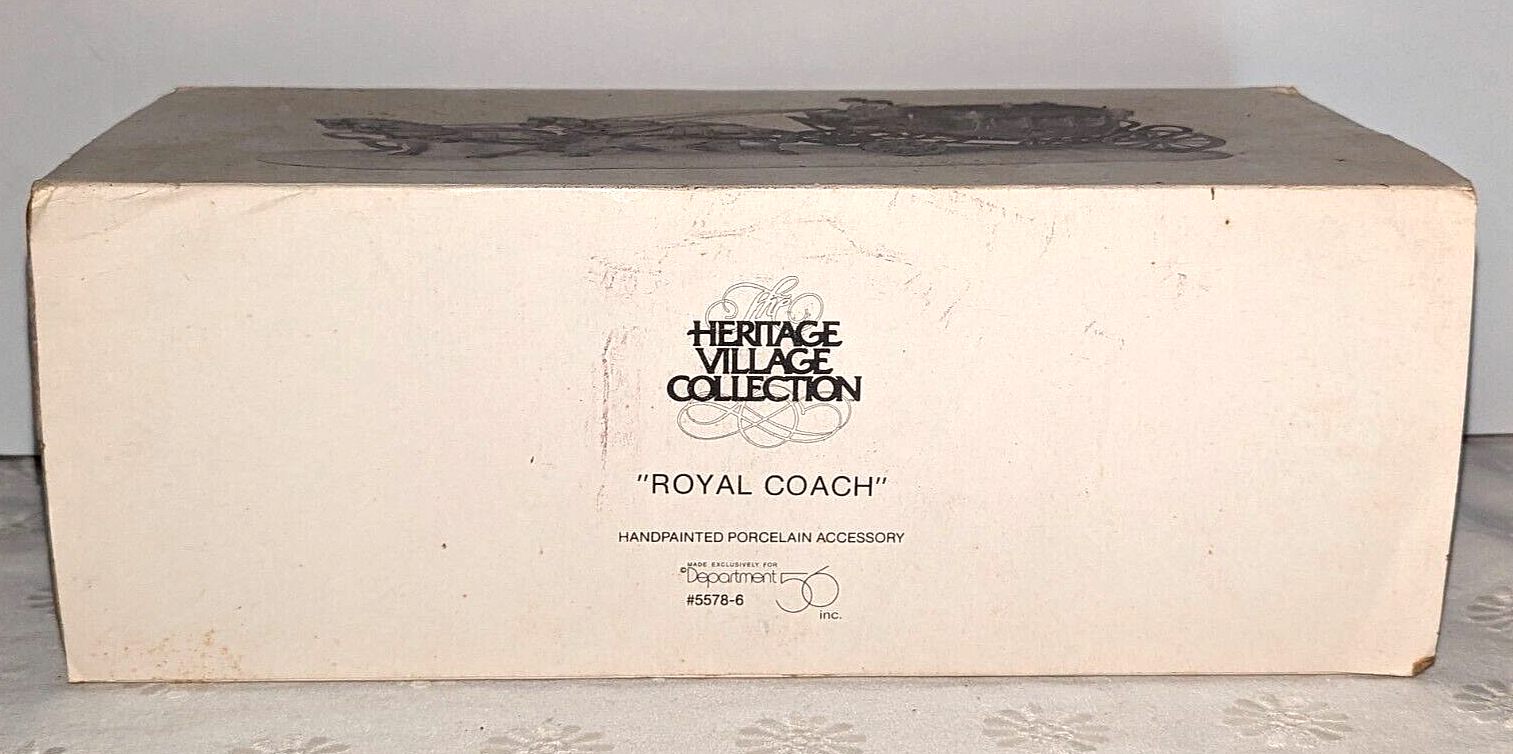 The
HERITAGE
VILLAGE
COLLECTION
"ROYAL COACH"
HANDPAINTED PORCELAIN ACCESSORY
MADE EXCLUSIVELY FOR
©Department 56
#5578-6
inc.